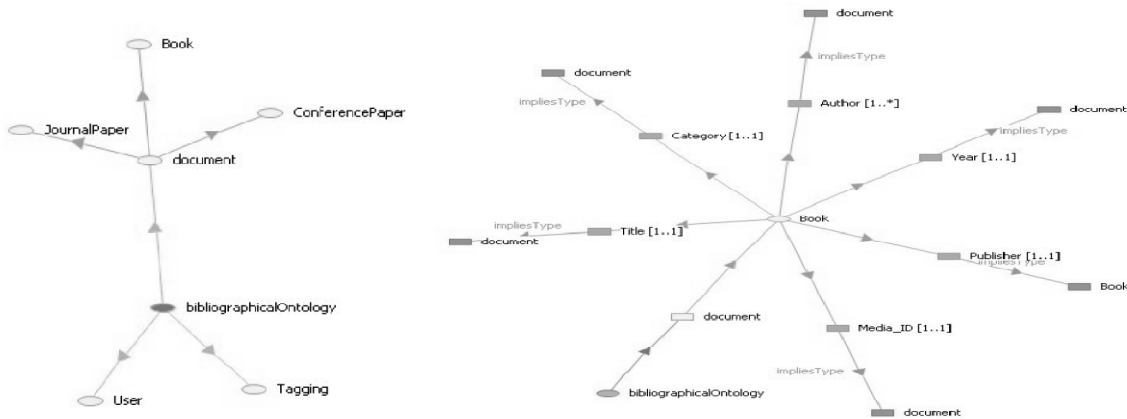 Book
ConferencePaper
JournalPaper
document
bibliographicalOntology
User
Tagging
document
impliesType
document
impliesType
Author [1..*]
document
impliesType
Category [1..1]
Year [1..1]
Book
impliesType
Title [1..1]
document
Publisher [1..1]
impliesType
Book
document
Media_ID [1..1]
impliesType
bibliographicalOntology
document